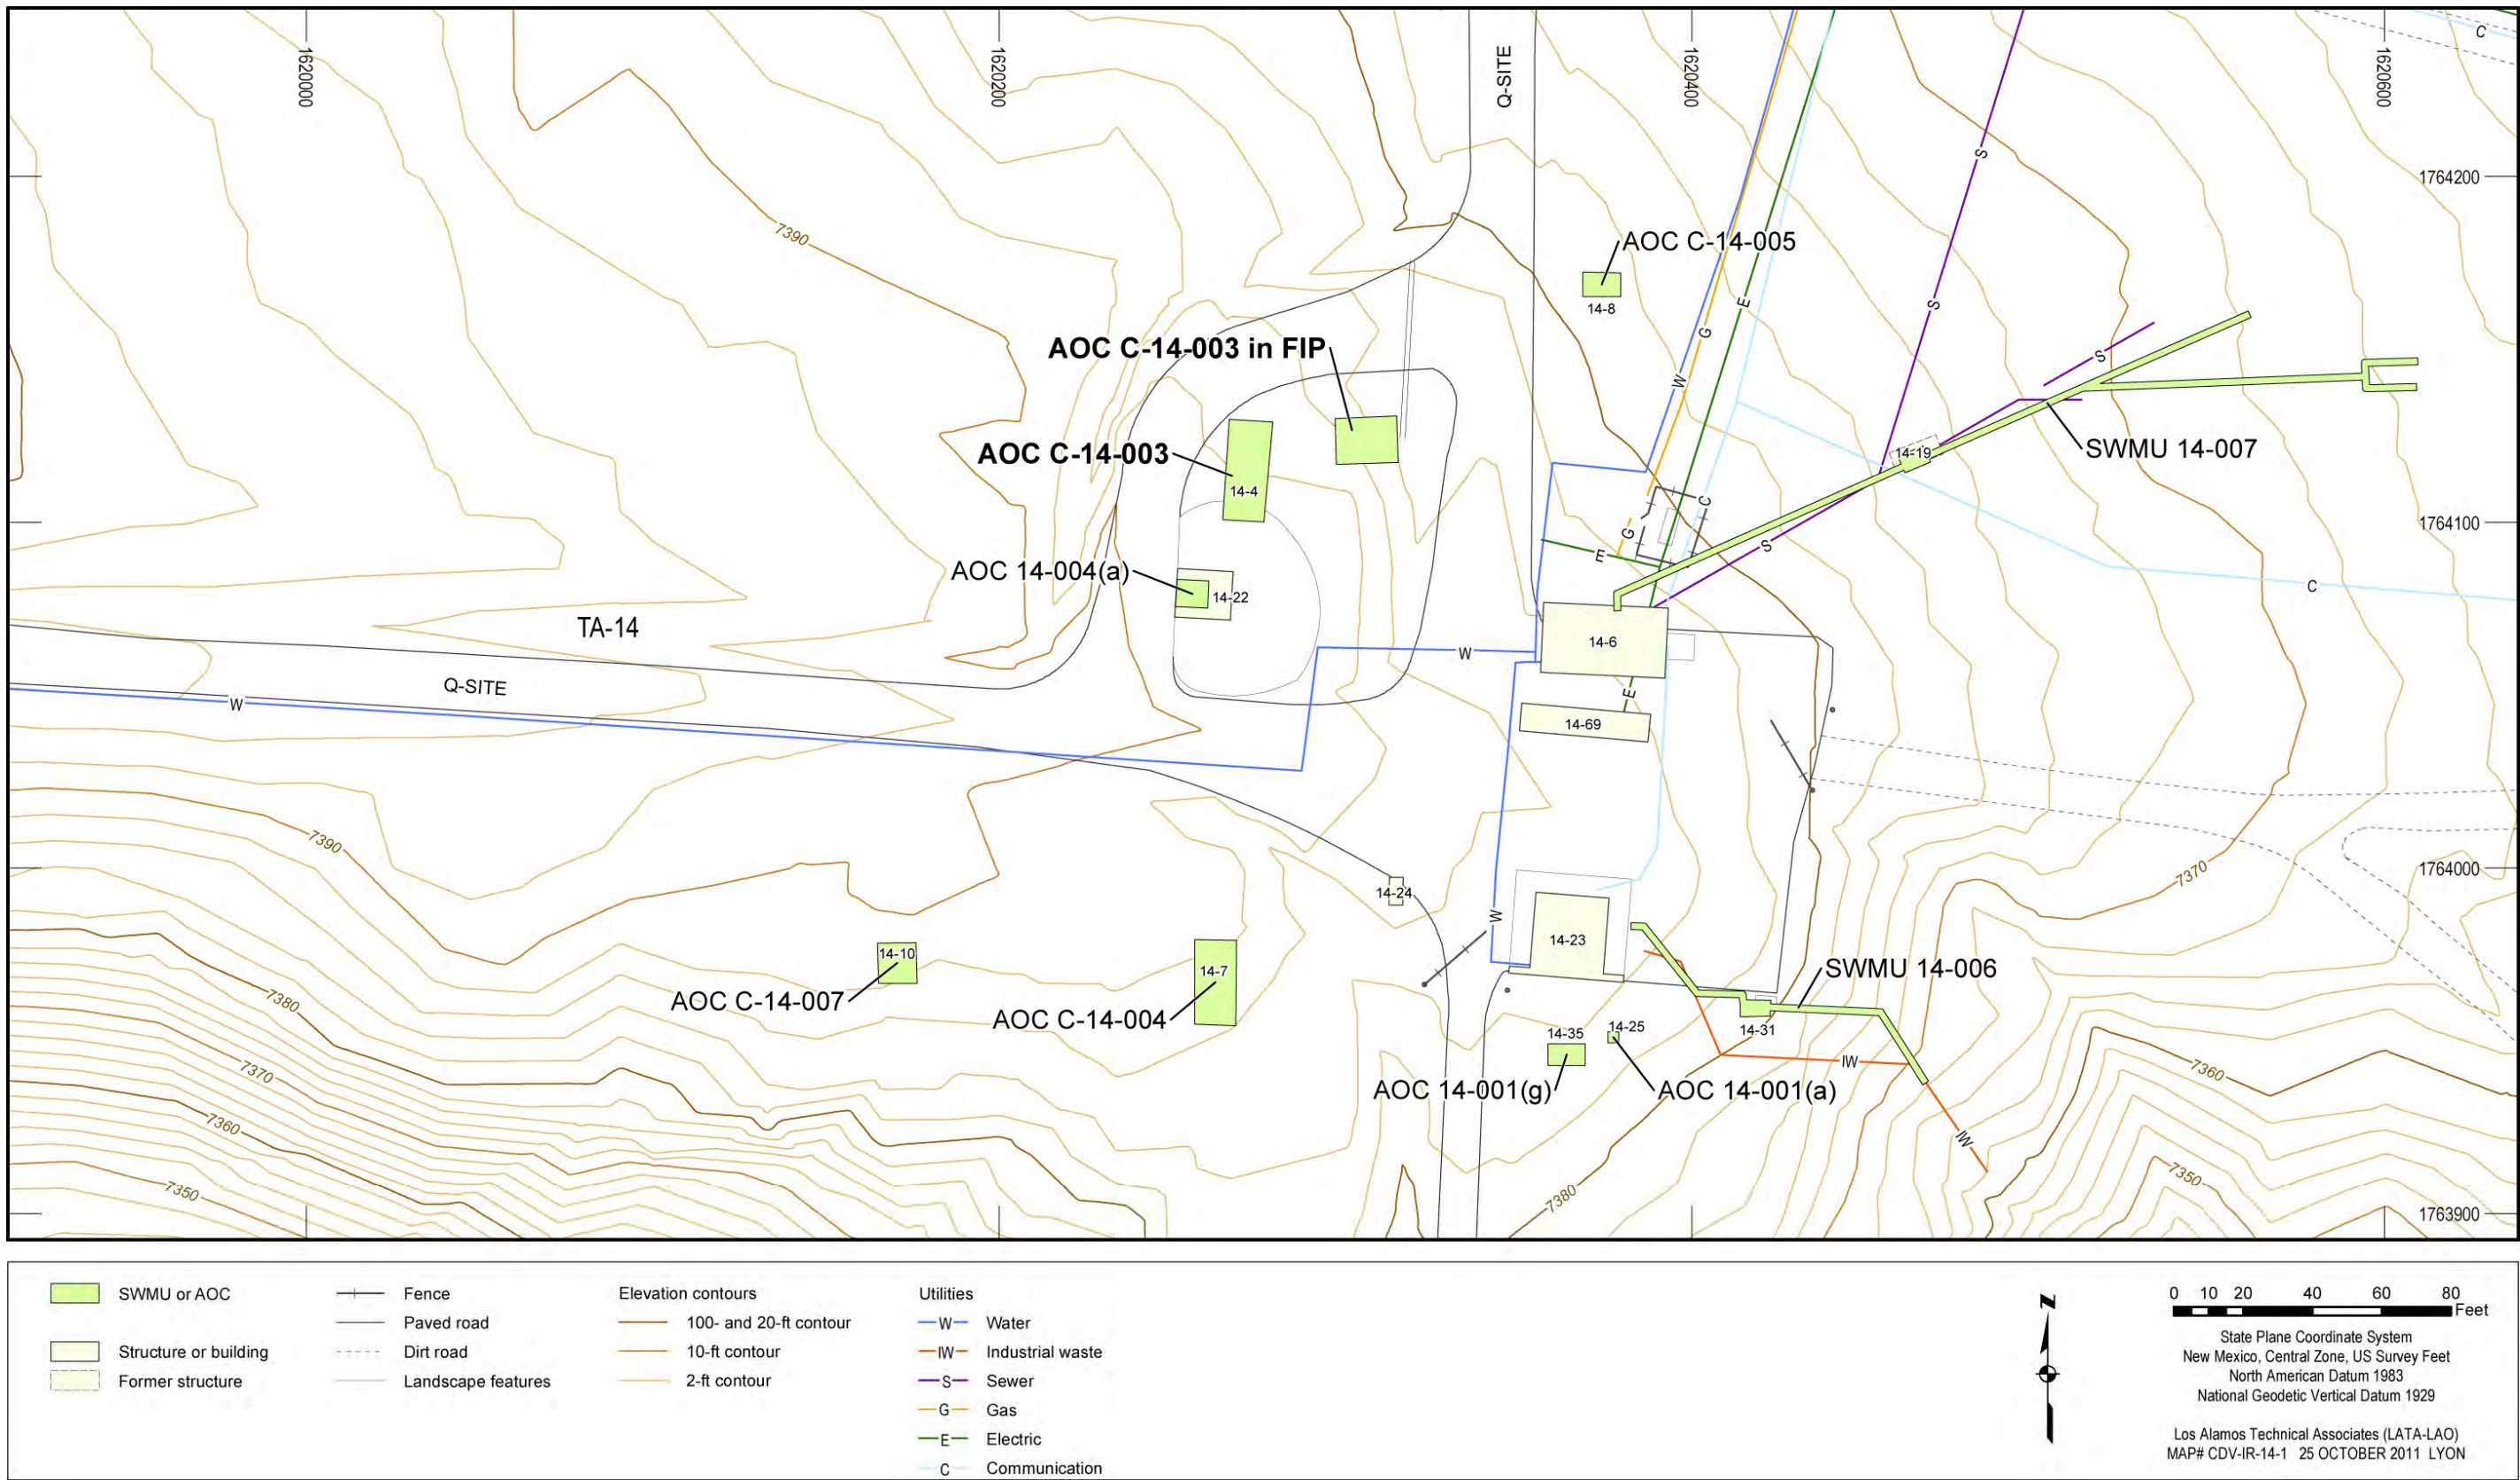 1620000
1620200
Q-SITE
1620400
1620600
C
S
1764200
7390
AOC C-14-005
14-8
E
S
G
AOC C-14-003 in FIP
S
W
AOC C-14-003
14-4
14-19
SWMU 14-007
C
1764100
G
E
S
AOC 14-004(a)
14-22
C
TA-14
14-6
W
Q-SITE
W
E
14-69
7390
14-24
1764000
7370
W
14-23
14-10
14-7
SWMU 14-006
AOC C-14-007
7380
AOC C-14-004
14-35
14-25
14-31
IW
7370
7360
AOC 14-001(g)
AOC 14-001(a)
7360
IW
7350
7350
7380
1763900
SWMU or AOC
Structure or building
Former structure
Fence
Paved road
Dirt road
Landscape features
Elevation contours
100- and 20-ft contour
10-ft contour
2-ft contour
Utilities
W Water
IW Industrial waste
S Sewer
G Gas
E Electric
C Communication
N
0 10 20 40 60 80
Feet
State Plane Coordinate System
New Mexico, Central Zone, US Survey Feet
North American Datum 1983
National Geodetic Vertical Datum 1929
Los Alamos Technical Associates (LATA-LAO)
MAP# CDV-IR-14-1 25 OCTOBER 2011 LYON